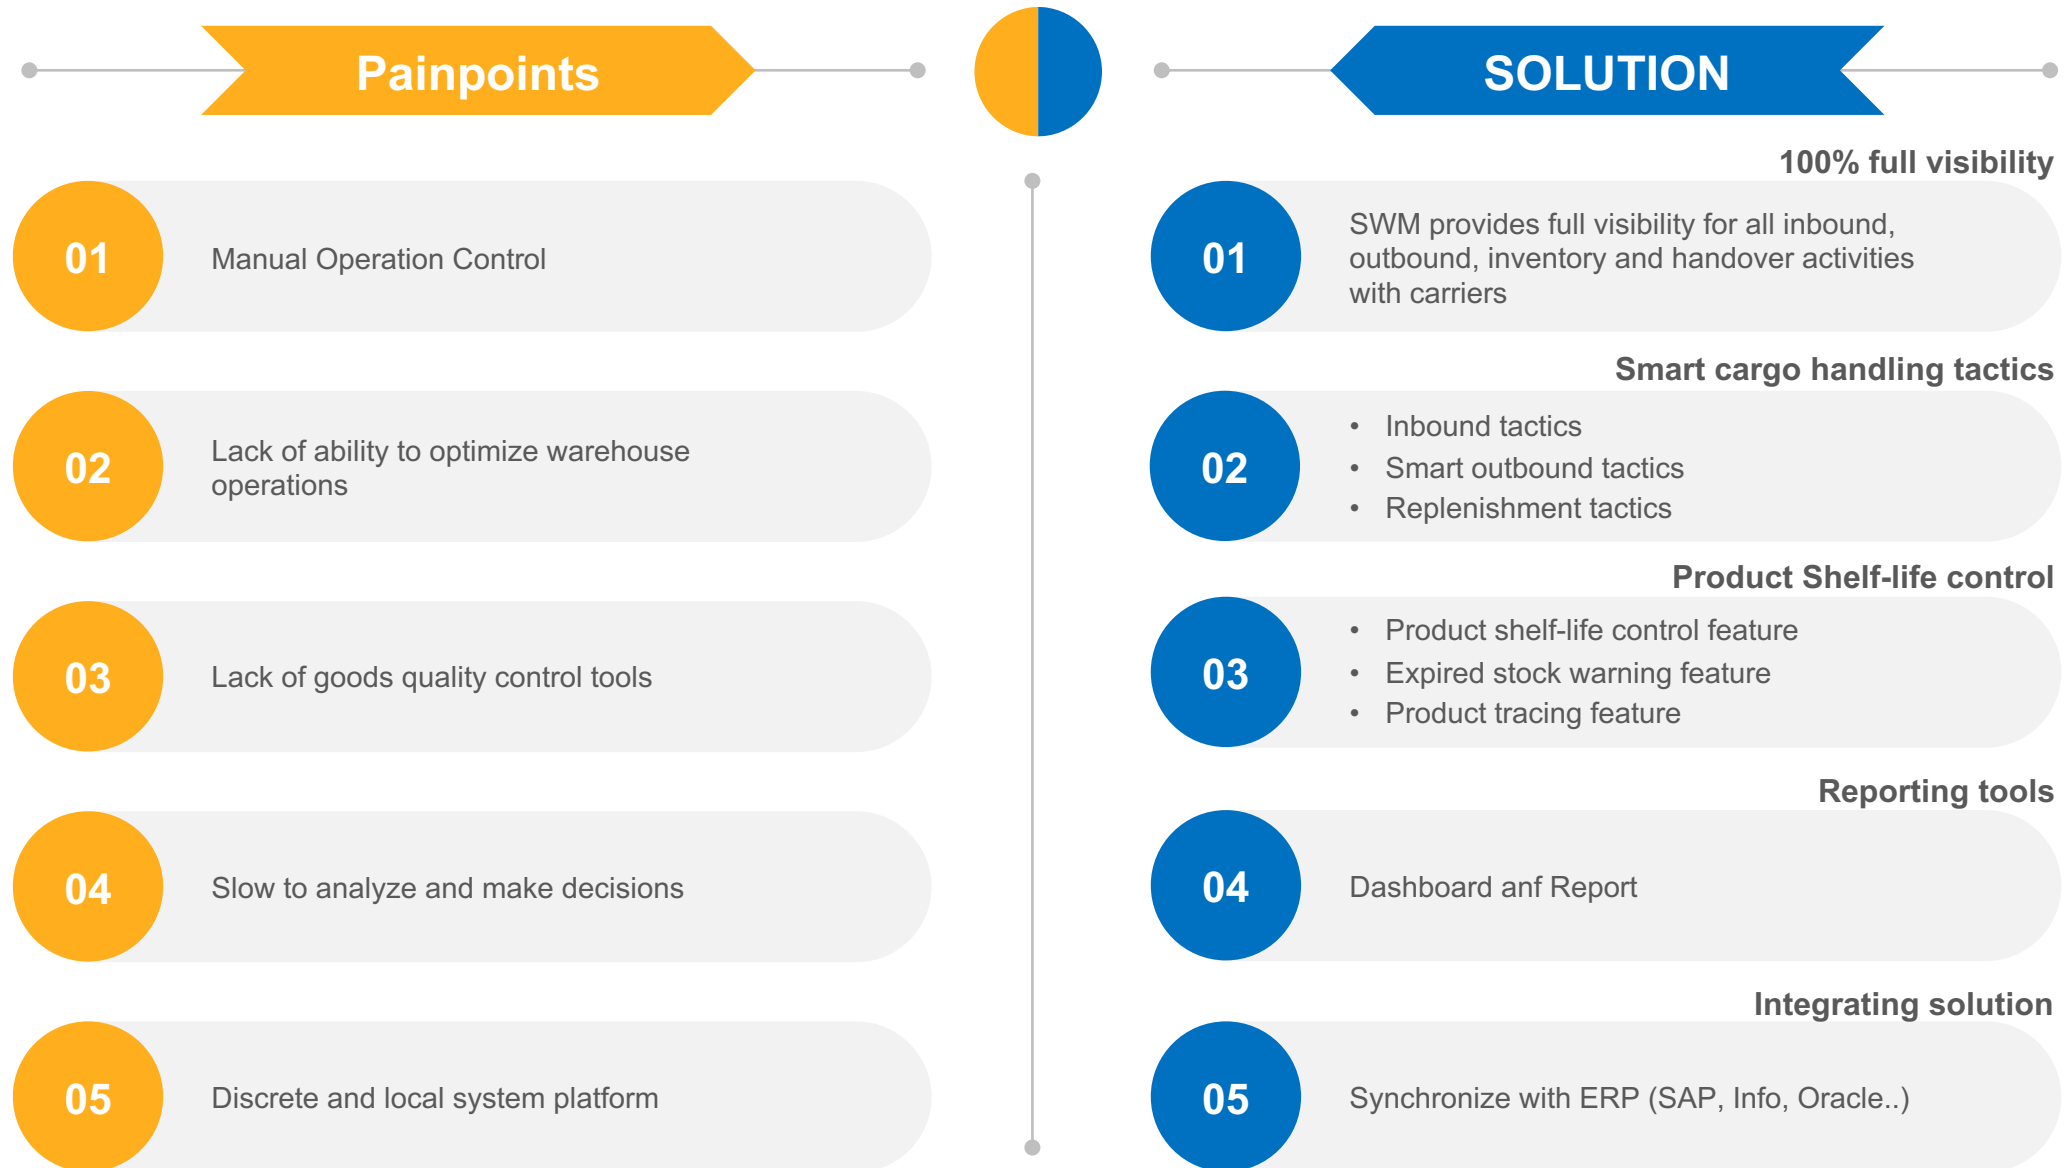 Painpoints
01
Manual Operation Control
02
Lack of ability to optimize warehouse
operations
03
Lack of goods quality control tools
04
Slow to analyze and make decisions
05
Discrete and local system platform
SOLUTION
100% full visibility
01
SWM provides full visibility for all inbound,
outbound, inventory and handover activities
with carriers
Smart cargo handling tactics
02
• Inbound tactics
• Smart outbound tactics
• Replenishment tactics
Product Shelf-life control
03
• Product shelf-life control feature
• Expired stock warning feature
• Product tracing feature
Reporting tools
04
Dashboard anf Report
Integrating solution
05
Synchronize with ERP (SAP, Info, Oracle..)